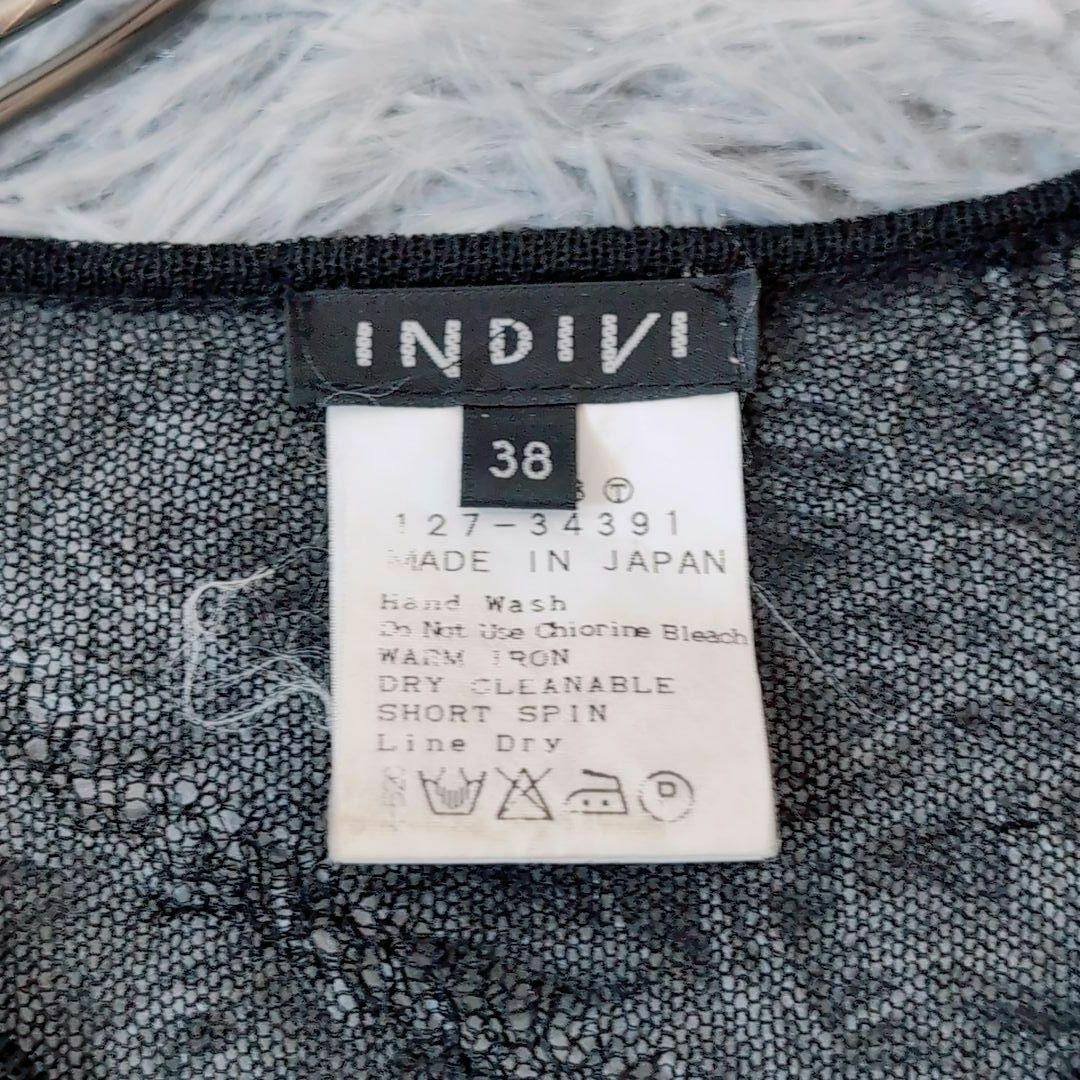 INDIVI
38
Ⓣ
127-34391
MADE IN JAPAN
Hand Wash
Do Not Use Chiorine Bleach
WARM IRON
DRY CLEANABLE
SHORT SPIN
Line Dry